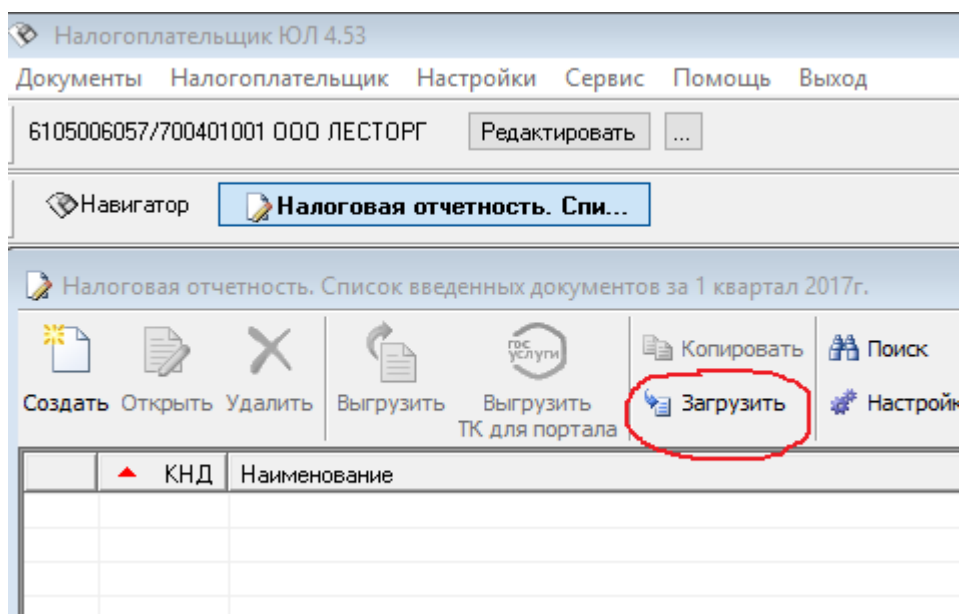 Налогоплательщик ЮЛ 4.53
Документы Налогоплательщик Настройки Сервис Помощь Выход
6105006057/700401001 ООО ЛЕСТОРГ Редактировать ...
Навигатор Налоговая отчетность. Спи...
Налоговая отчетность. Список введенных документов за 1 квартал 2017г.
гос
услуги
Копировать Поиск
Создать Открыть Удалить Выгрузить Выгрузить
ТК для портала
Загрузить Настройк
КНД Наименование